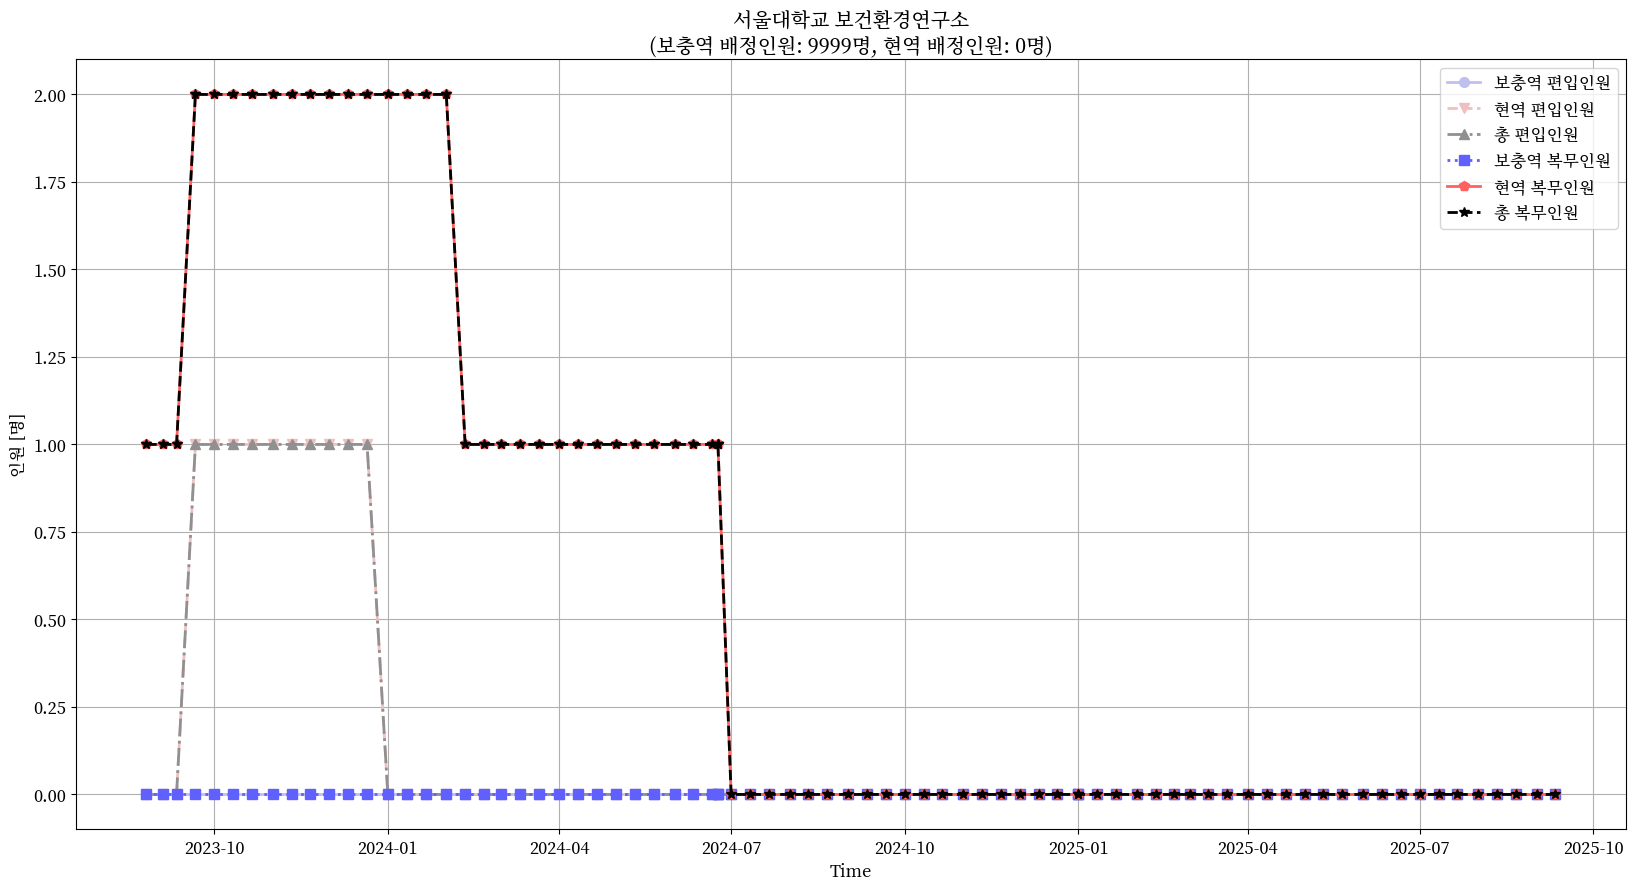 서울대학교 보건환경연구소
(보충역 배정인원: 9999명, 현역 배정인원: 0명)
보충역 편입인원
현역 편입인원
총 편입인원
보충역 복무인원
현역 복무인원
총 복무인원
2.00
1.75
1.50
1.25
1.00
0.75
0.50
0.25
0.00
인원 [명]
2023-10 2024-01 2024-04 2024-07 2024-10 2025-01 2025-04 2025-07 2025-10
Time